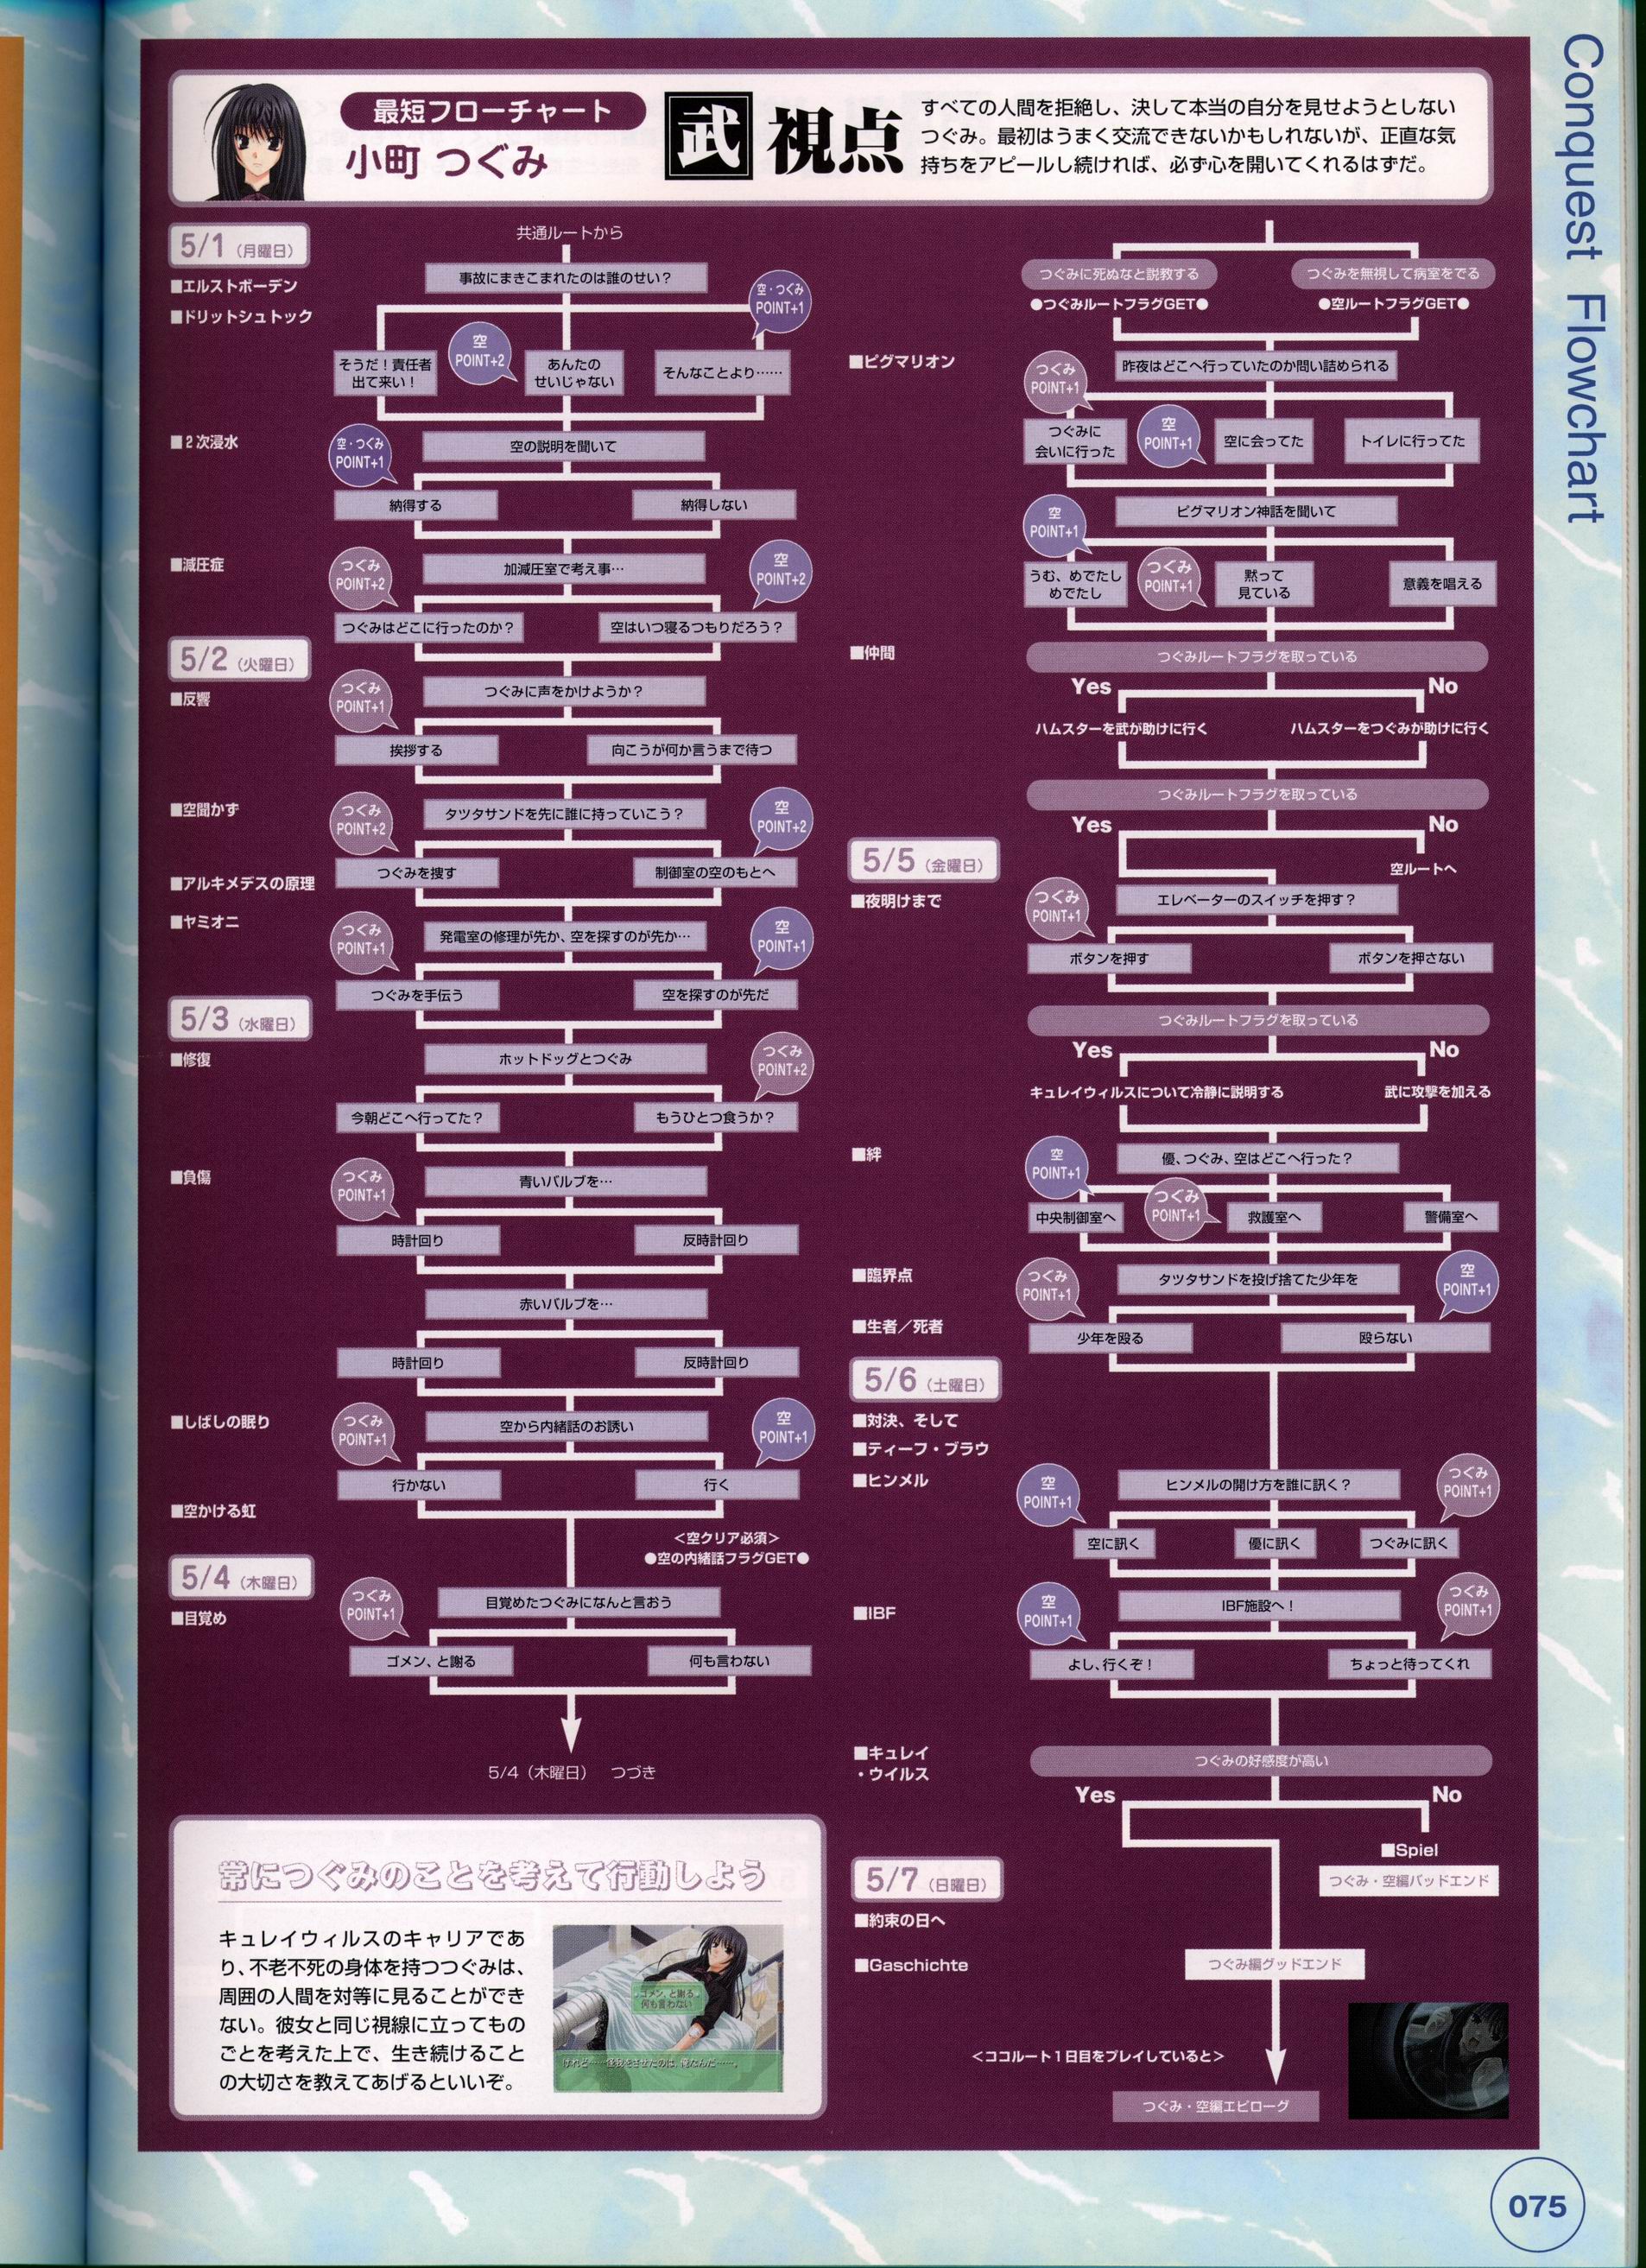 Conquest Flowchart
最短フローチャート
小町 つぐみ
武 視点
すべての人間を拒絶し、決して本当の自分を見せようとしない
つぐみ。最初はうまく交流できないかもしれないが、正直な気
持ちをアピールし続ければ、必ず心を開いてくれるはずだ。
5/1（月曜日）
共通ルートから
■エルストボーデン
事故にまきこまれたのは誰のせい？
■ドリットシュトック
空・つぐみ
POINT+1
空
POINT+2
そうだ！責任者
出て来い！
あんたの
せいじゃない
そんなことより……
■２次浸水
空・つぐみ
POINT+1
空の説明を聞いて
納得する
納得しない
■減圧症
つぐみ
POINT+2
加減圧室で考え事…
空
POINT+2
つぐみはどこに行ったのか？
空はいつ寝るつもりだろう？
5/2（火曜日）
■反響
つぐみ
POINT+1
つぐみに声をかけようか？
挨拶する
向こうが何か言うまで待つ
■空聞かず
つぐみ
POINT+2
タツタサンドを先に誰に持っていこう？
空
POINT+2
つぐみを捜す
制御室の空のもとへ
■アルキメデスの原理
■ヤミオニ
つぐみ
POINT+1
発電室の修理が先か、空を探すのが先か…
空
POINT+1
つぐみを手伝う
空を探すのが先だ
5/3（水曜日）
■修復
ホットドッグとつぐみ
つぐみ
POINT+2
今朝どこへ行ってた？
もうひとつ食うか？
■負傷
つぐみ
POINT+1
青いバルブを…
時計回り
反時計回り
赤いバルブを…
時計回り
反時計回り
■しばしの眠り
つぐみ
POINT+1
空から内緒話のお誘い
空
POINT+1
行かない
行く
■空かける虹
＜空クリア必須＞
●空の内緒話フラグGET●
5/4（木曜日）
■目覚め
つぐみ
POINT+1
目覚めたつぐみになんと言おう
ゴメン、と謝る
何も言わない
5/4（木曜日）　つづき
常につぐみのことを考えて行動しよう
キュレイウィルスのキャリアであ
り、不老不死の身体を持つつぐみは、
周囲の人間を対等に見ることができ
ない。彼女と同じ視線に立ってもの
ごとを考えた上で、生き続けること
の大切さを教えてあげるといいぞ。
ゴメン、と謝る
何も言わない
けれど……怪我をさせたのは、俺なんだ……。
つぐみに死ぬなと説教する
つぐみを無視して病室をでる
●つぐみルートフラグGET●
●空ルートフラグGET●
■ピグマリオン
つぐみ
POINT+1
昨夜はどこへ行っていたのか問い詰められる
空
POINT+1
つぐみに
会いに行った
空に会ってた
トイレに行ってた
空
POINT+1
ピグマリオン神話を聞いて
つぐみ
POINT+1
うむ、めでたし
めでたし
黙って
見ている
意義を唱える
■仲間
つぐみルートフラグを取っている
Yes
No
ハムスターを武が助けに行く
ハムスターをつぐみが助けに行く
つぐみルートフラグを取っている
Yes
No
空ルートへ
5/5（金曜日）
■夜明けまで
つぐみ
POINT+1
エレベーターのスイッチを押す？
ボタンを押す
ボタンを押さない
つぐみルートフラグを取っている
Yes
No
キュレイウィルスについて冷静に説明する
武に攻撃を加える
■絆
空
POINT+1
優、つぐみ、空はどこへ行った？
つぐみ
POINT+1
中央制御室へ
救護室へ
警備室へ
■臨界点
つぐみ
POINT+1
タツタサンドを投げ捨てた少年を
空
POINT+1
■生者／死者
少年を殴る
殴らない
5/6（土曜日）
■対決、そして
■ティーフ・ブラウ
■ヒンメル
空
POINT+1
ヒンメルの開け方を誰に訊く？
つぐみ
POINT+1
空に訊く
優に訊く
つぐみに訊く
■IBF
空
POINT+1
IBF施設へ！
つぐみ
POINT+1
よし、行くぞ！
ちょっと待ってくれ
■キュレイ
・ウイルス
つぐみの好感度が高い
Yes
No
■Spiel
つぐみ・空編バッドエンド
5/7（日曜日）
■約束の日へ
■Gaschichte
つぐみ編グッドエンド
＜ココルート１日目をプレイしていると＞
つぐみ・空編エピローグ
075